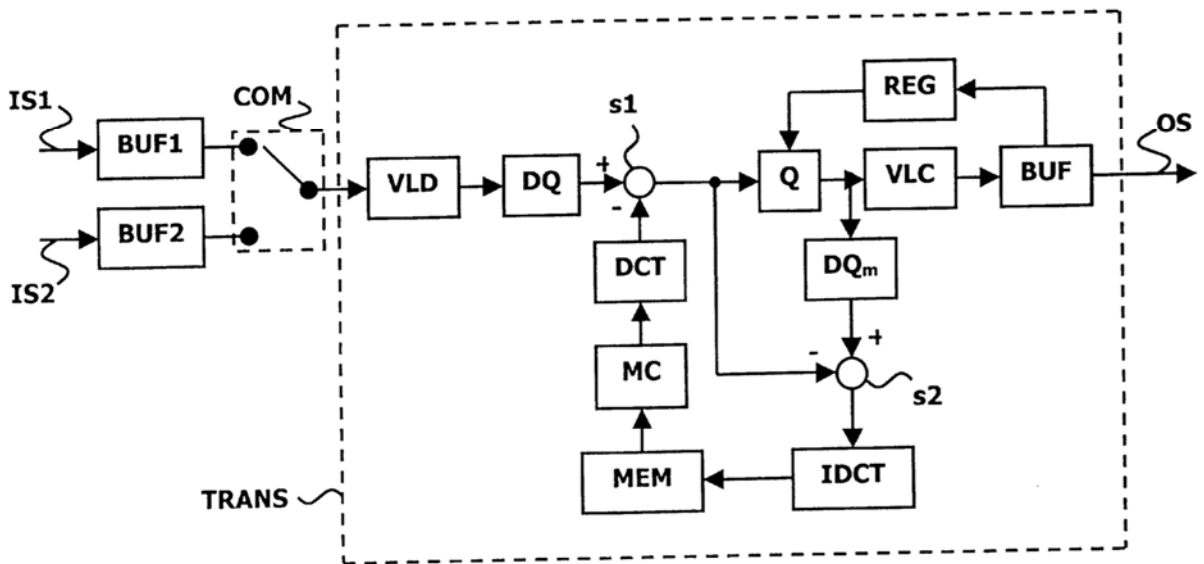 REG
IS1
COM
s1
OS
BUF1
VLD
DQ
+
-
Q
VLC
BUF
BUF2
IS2
DCT
DQm
MC
-
+
s2
TRANS
MEM
IDCT